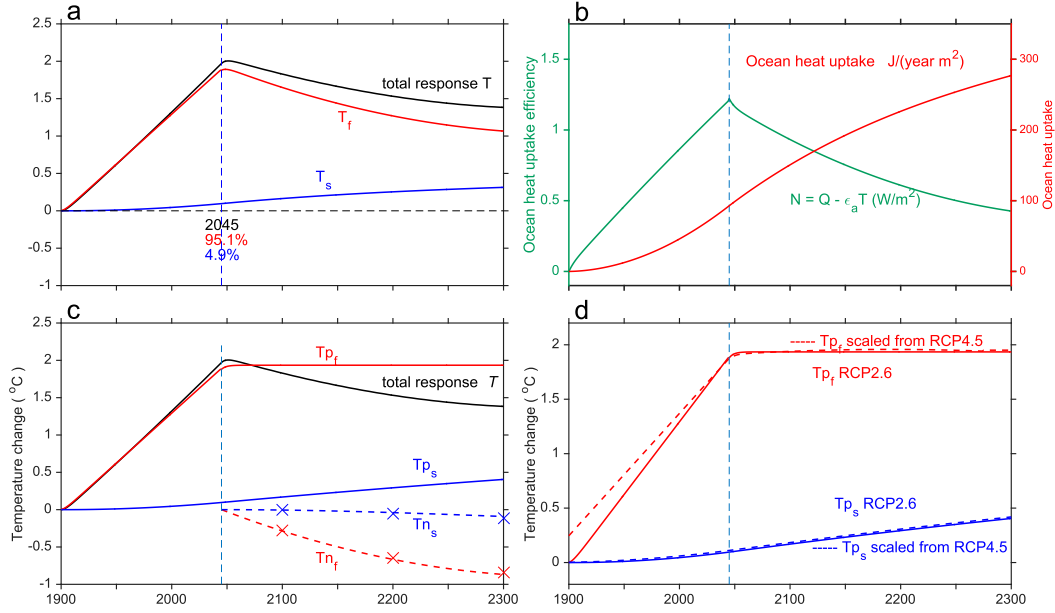 a
2.5
2
1.5
1
0.5
0
-0.5
-1
total response T
T_f
T_s
2045
95.1%
4.9%
b
1.5
1
0.5
0
Ocean heat uptake efficiency
Ocean heat uptake J/(year m²)
N = Q - ϵ_a T (W/m²)
300
200
100
0
Ocean heat uptake
c
2.5
2
1.5
1
0.5
0
-0.5
-1
Temperature change ( °C)
Tp_f
total response T
Tp_s
Tn_s
Tn_f
1900
2000
2100
2200
2300
d
2
1.5
1
0.5
0
Temperature change ( °C)
Tp_f scaled from RCP4.5
Tp_f RCP2.6
Tp_s RCP2.6
Tp_s scaled from RCP4.5
1900
2000
2100
2200
2300